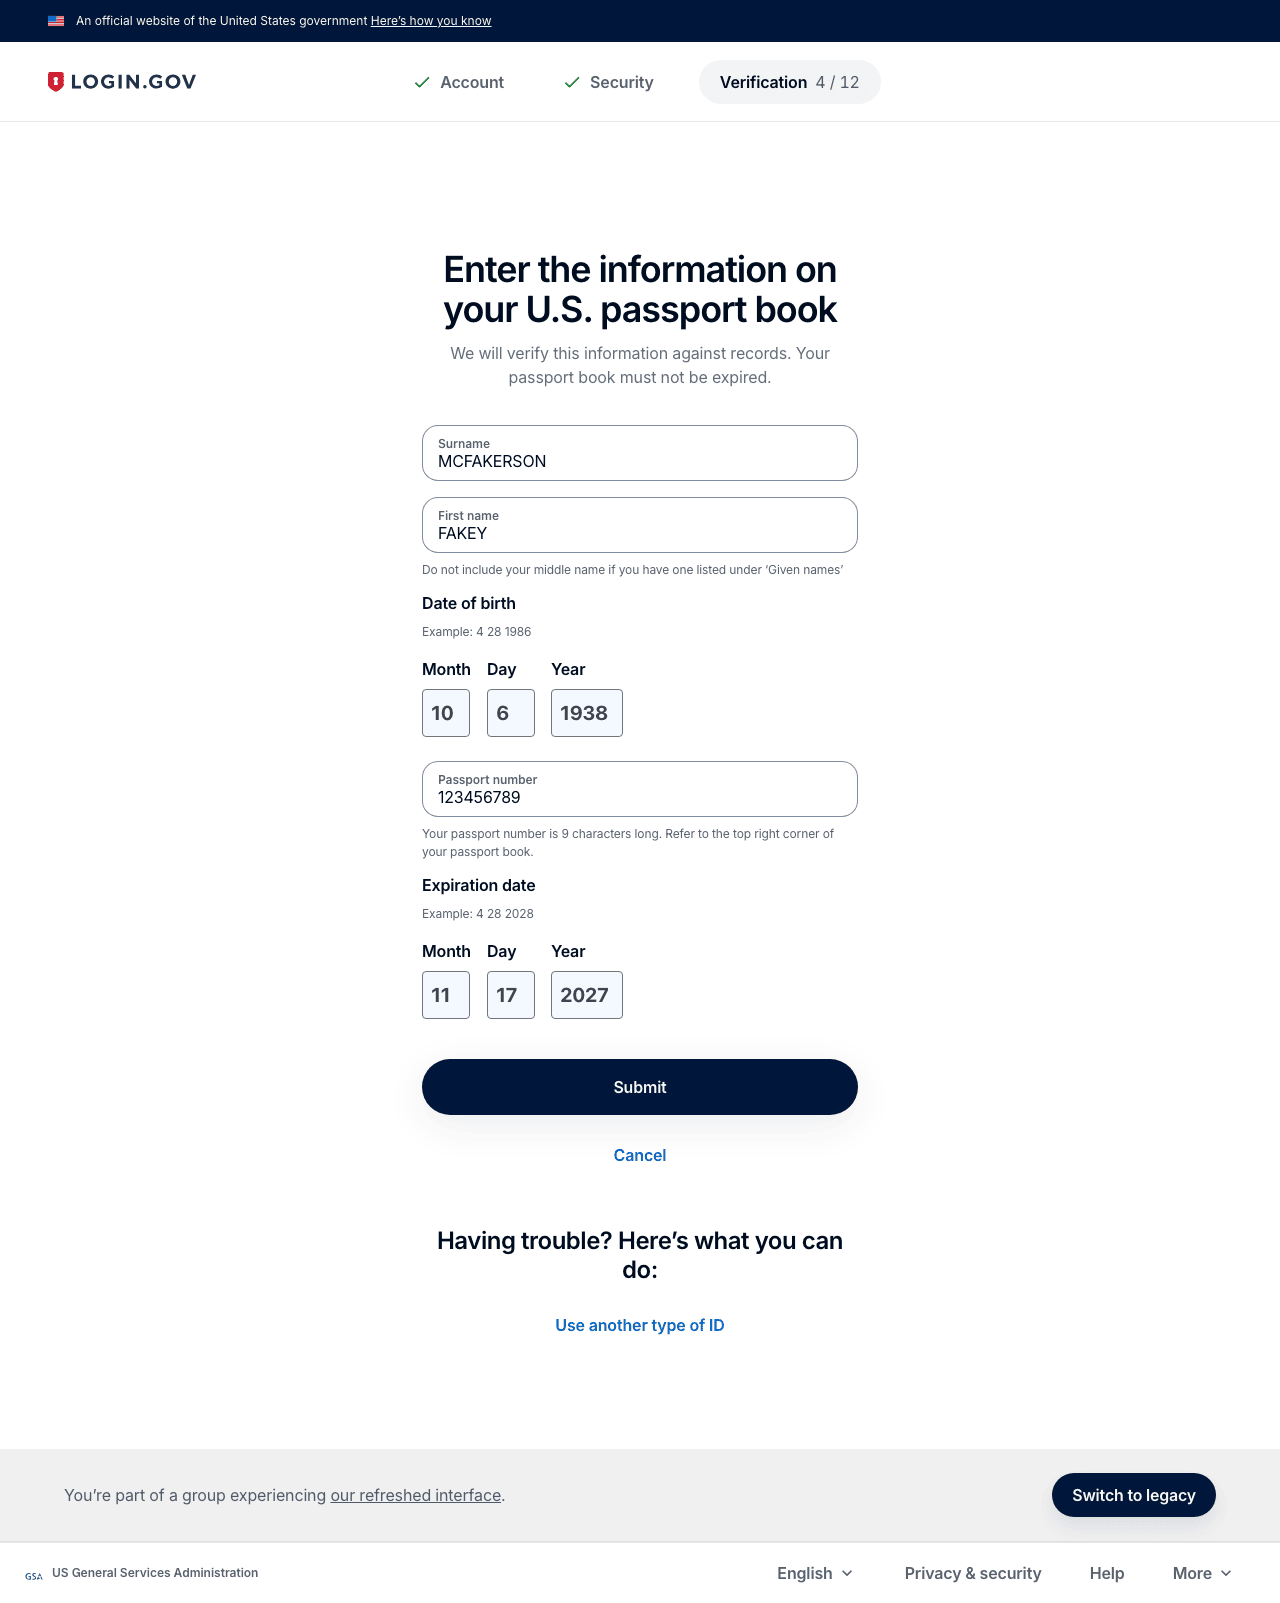 An official website of the United States government Here’s how you know
LOGIN.GOV
Account
Security
Verification 4 / 12
Enter the information on
your U.S. passport book
We will verify this information against records. Your
passport book must not be expired.
Surname
MCFAKERSON
First name
FAKEY
Do not include your middle name if you have one listed under ‘Given names’
Date of birth
Example: 4 28 1986
Month Day Year
10 6 1938
Passport number
123456789
Your passport number is 9 characters long. Refer to the top right corner of
your passport book.
Expiration date
Example: 4 28 2028
Month Day Year
11 17 2027
Submit
Cancel
Having trouble? Here’s what you can
do:
Use another type of ID
You’re part of a group experiencing our refreshed interface.
Switch to legacy
GSA US General Services Administration
English
Privacy & security
Help
More